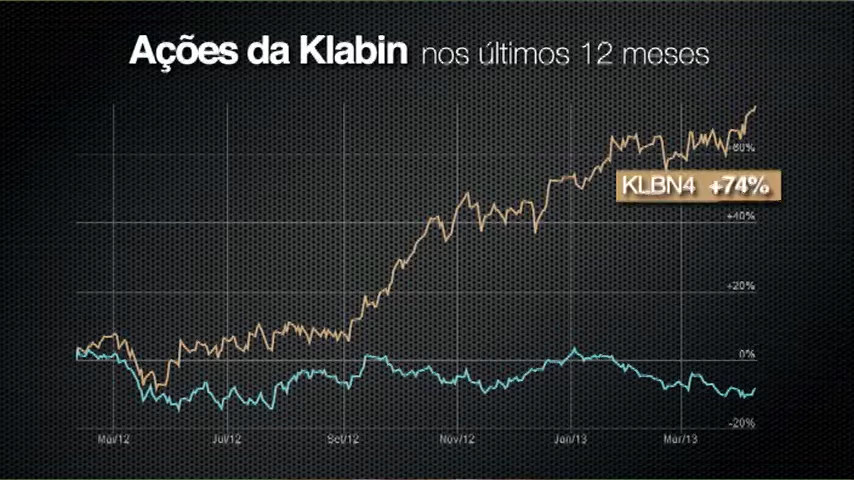 Ações da Klabin nos últimos 12 meses
+60%
KLBN4 +74%
+40%
+20%
0%
-20%
Mai/12 Jul/12 Set/12 Nov/12 Jan/13 Mar/13